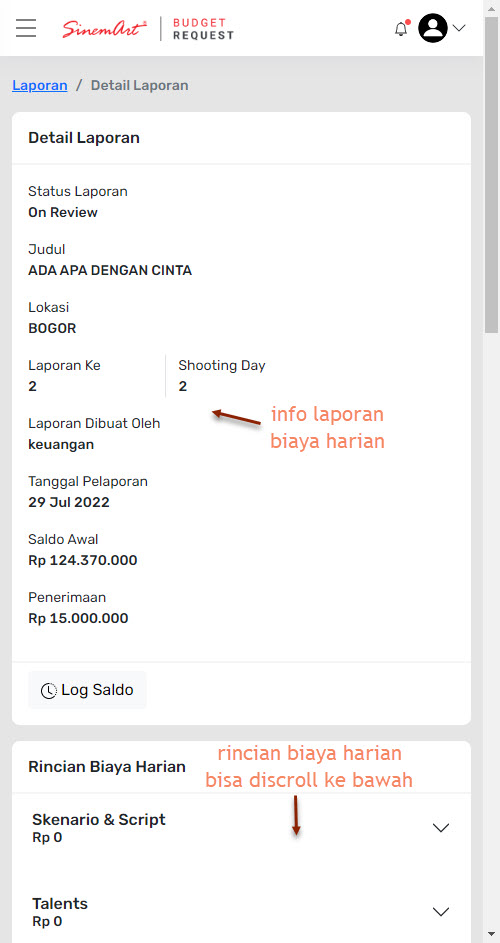 SinemArt BUDGET
REQUEST
Laporan / Detail Laporan
Detail Laporan
Status Laporan
On Review
Judul
ADA APA DENGAN CINTA
Lokasi
BOGOR
Laporan Ke Shooting Day
2 2
info laporan
biaya harian
Laporan Dibuat Oleh
keuangan
Tanggal Pelaporan
29 Jul 2022
Saldo Awal
Rp 124.370.000
Penerimaan
Rp 15.000.000
Log Saldo
Rincian Biaya Harian
rincian biaya harian
bisa discroll ke bawah
Skenario & Script
Rp 0
Talents
Rp 0